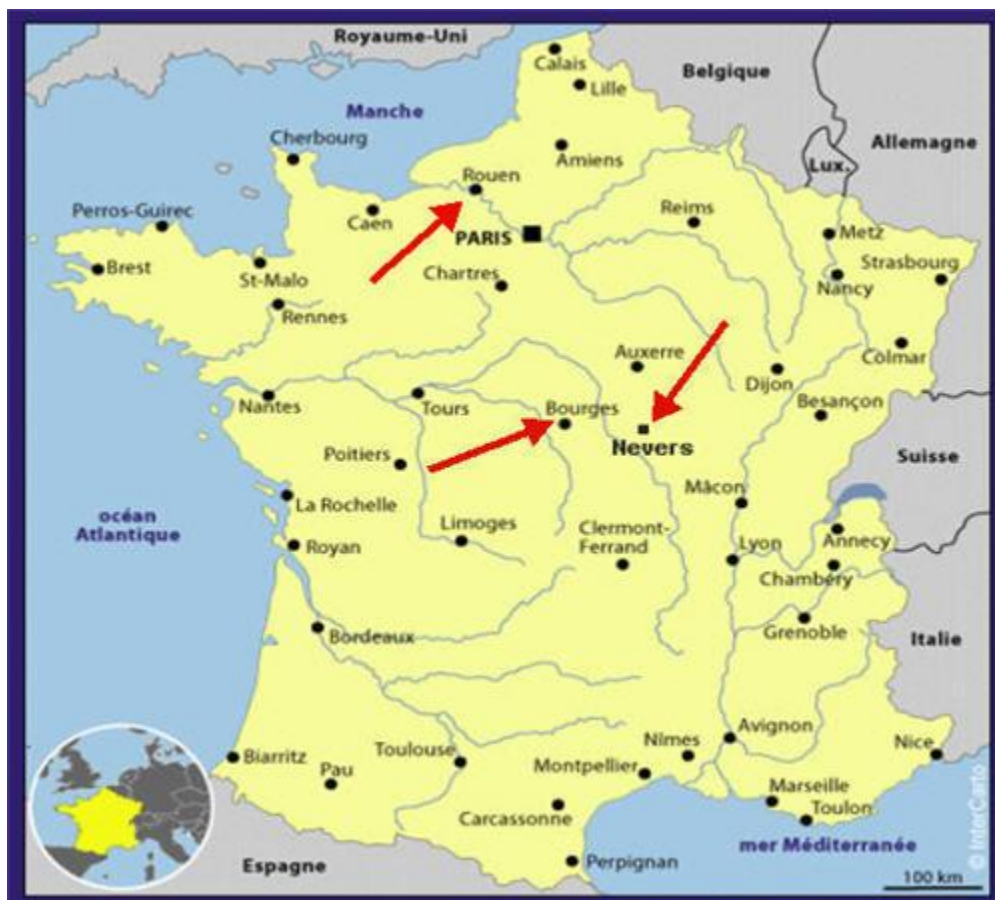 Royaume-Uni
Calais
Belgique
Lille
Manche
Cherbourg
Allemagne
Amiens
Lux.
Rouen
Perros-Guirec
Caen
Reims
PARIS
Metz
Brest
St-Malo
Chartres
Strasbourg
Nancy
Rennes
Auxerre
Colmar
Dijon
Nantes
Tours
Bourges
Besançon
Nevers
Poitiers
Suisse
Mâcon
La Rochelle
océan
Atlantique
Limoges
Clermont-
Ferrand
Royan
Lyon
Annecy
Chambéry
Bordeaux
Grenoble
Italie
Avignon
Biarritz
Toulouse
Nîmes
Nice
Pau
Montpellier
Marseille
Carcassonne
Toulon
mer Méditerranée
Espagne
Perpignan
100 km
© InterCarto